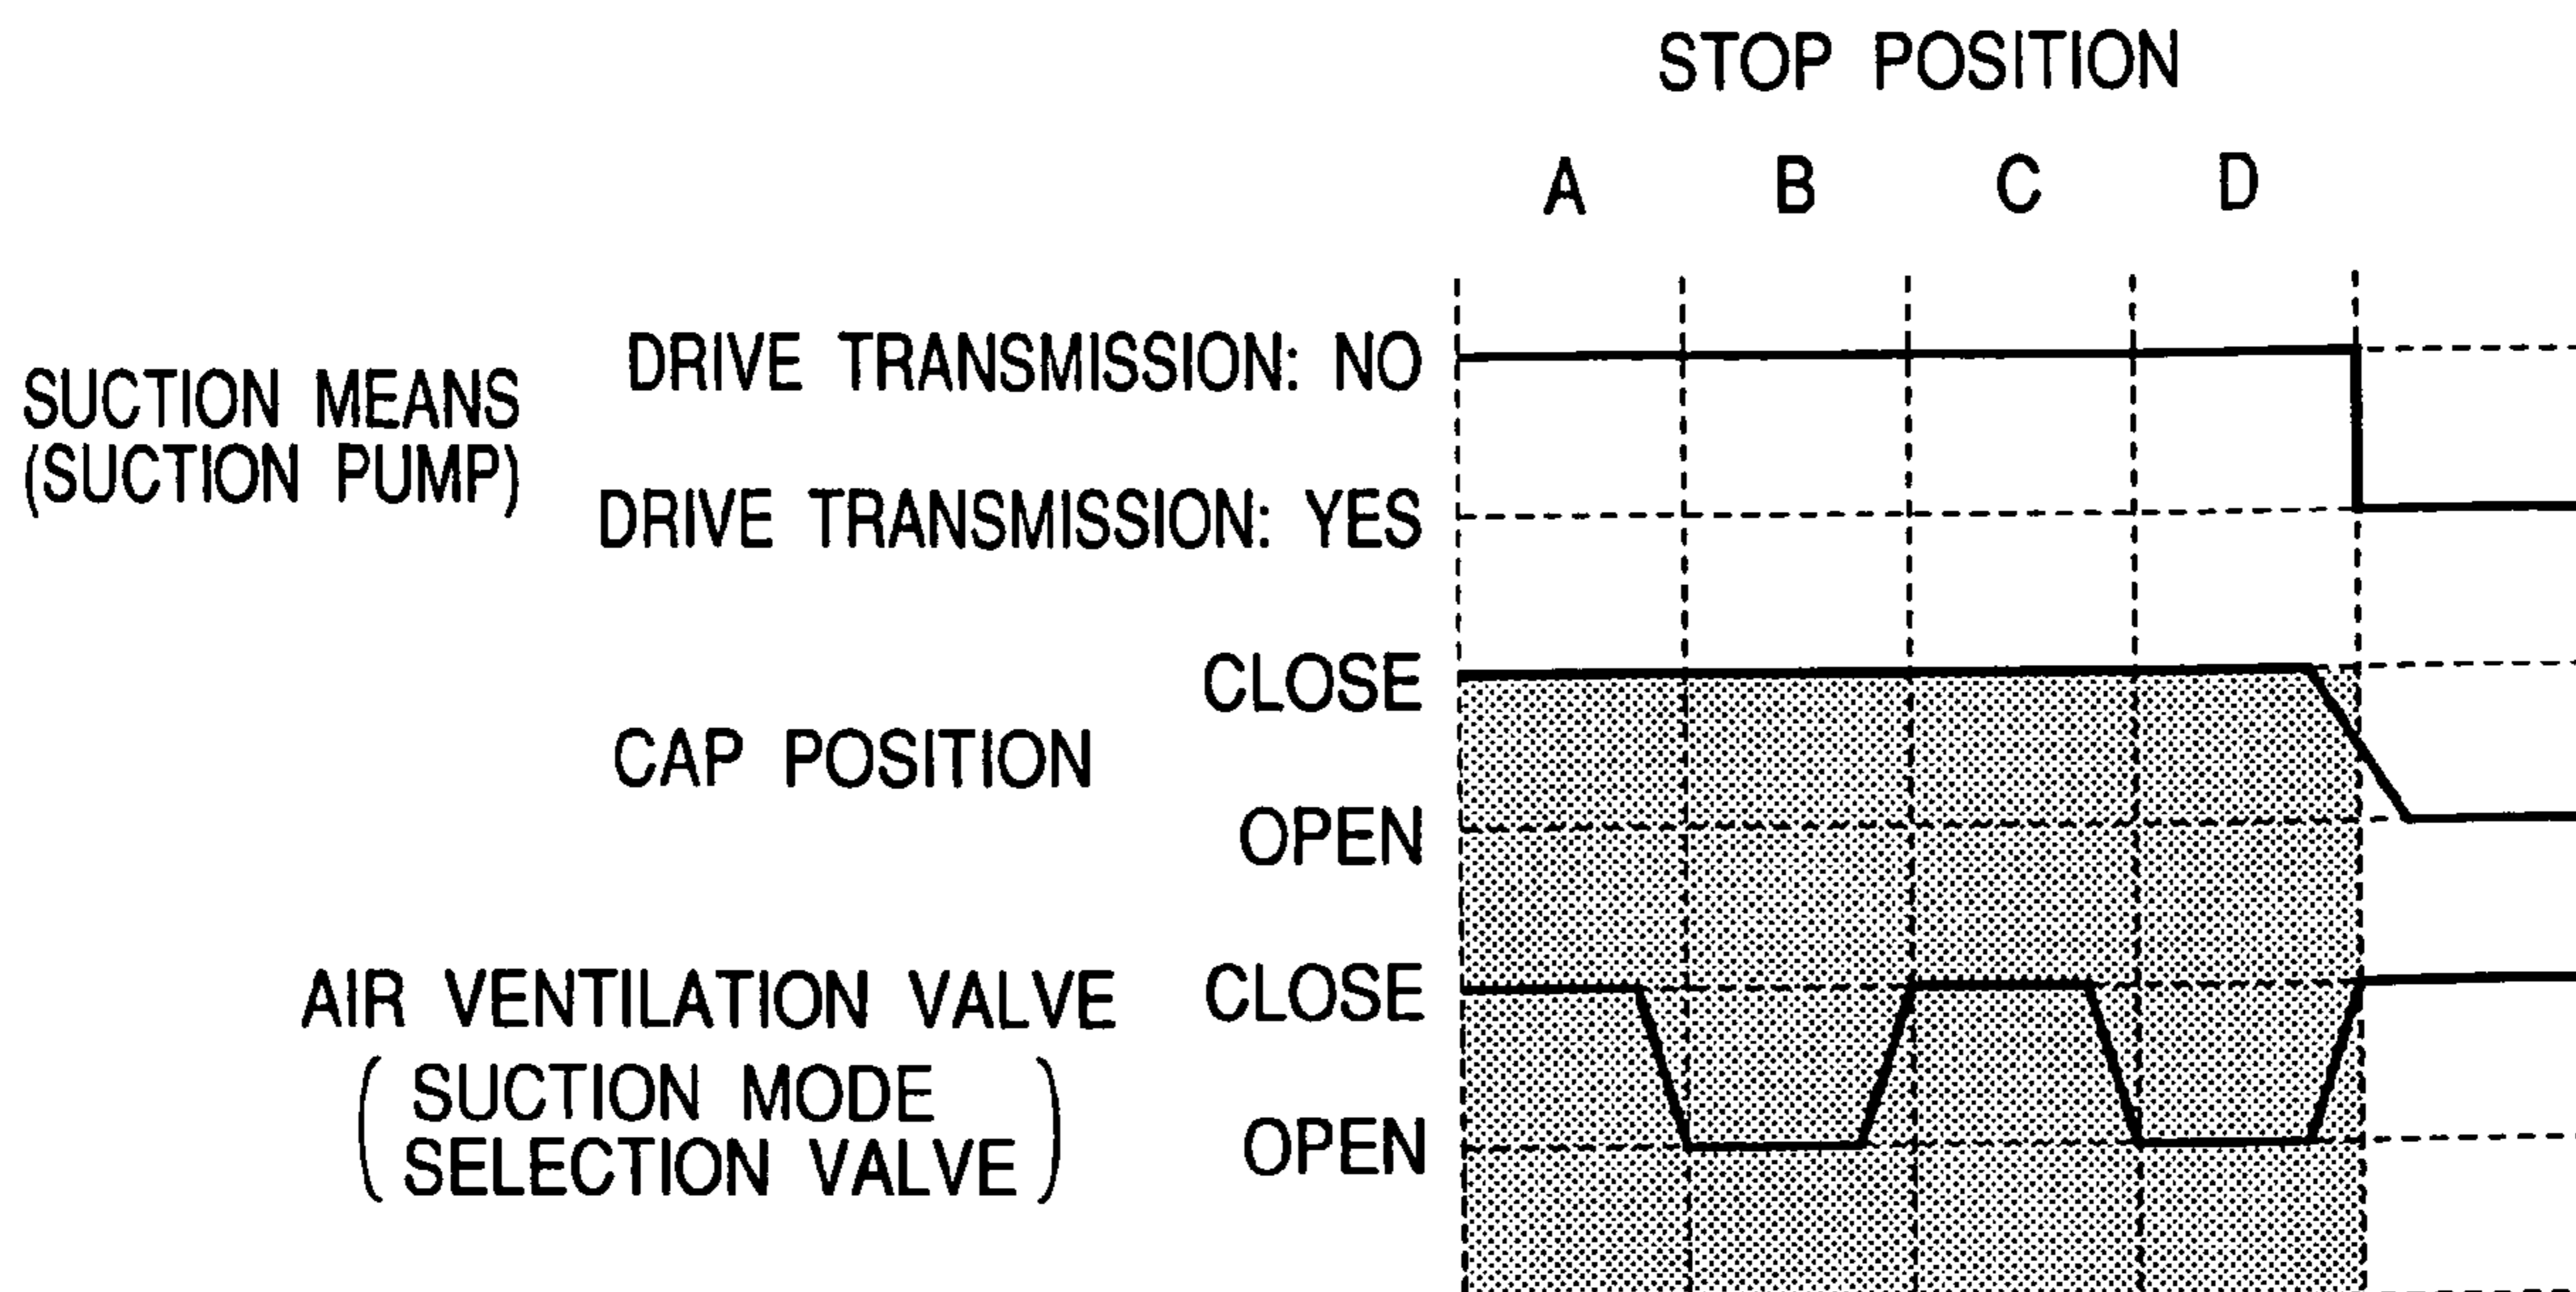 STOP POSITION
A B C D
SUCTION MEANS
(SUCTION PUMP)
DRIVE TRANSMISSION: NO
DRIVE TRANSMISSION: YES
CAP POSITION
CLOSE
OPEN
AIR VENTILATION VALVE
(SUCTION MODE
SELECTION VALVE)
CLOSE
OPEN